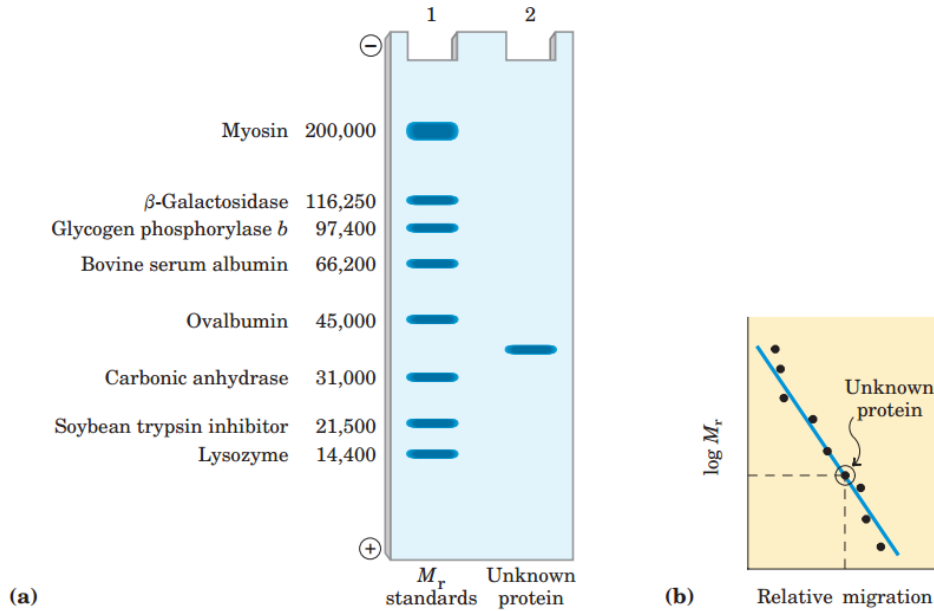 1
2
−
Myosin 200,000
β-Galactosidase 116,250
Glycogen phosphorylase b 97,400
Bovine serum albumin 66,200
Ovalbumin 45,000
Carbonic anhydrase 31,000
Soybean trypsin inhibitor 21,500
Lysozyme 14,400
+
Mr
standards
Unknown
protein
(a)
log Mr
Unknown
protein
Relative migration
(b)